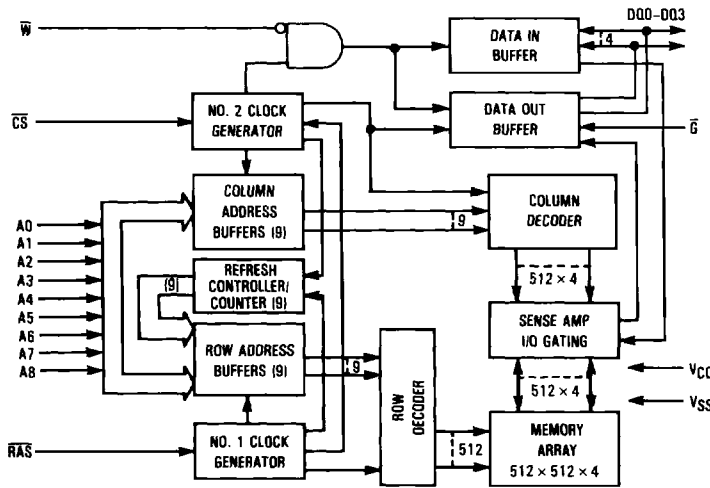 W̅
DATA IN
BUFFER
DQ0–DQ3
4
CS̅
NO. 2 CLOCK
GENERATOR
DATA OUT
BUFFER
G̅
COLUMN
ADDRESS
BUFFERS (9)
9
COLUMN
DECODER
A0
A1
A2
A3
A4
A5
A6
A7
A8
(9)
REFRESH
CONTROLLER/
COUNTER (9)
512 × 4
SENSE AMP
I/O GATING
ROW ADDRESS
BUFFERS (9)
9
ROW
DECODER
512 × 4
VCC
VSS
RAS̅
NO. 1 CLOCK
GENERATOR
512
MEMORY
ARRAY
512 × 512 × 4